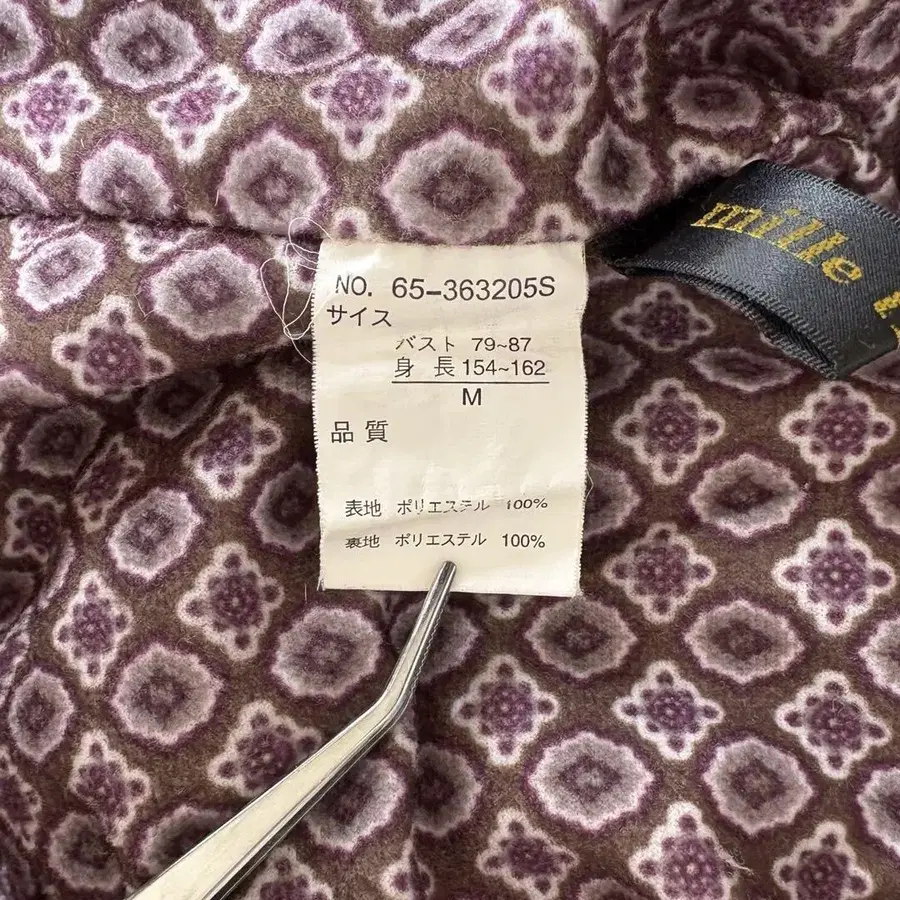 NO. 65-363205S
サイズ
バスト 79~87
身長 154~162
M
品質
表地 ポリエステル 100%
裏地 ポリエステル 100%
mille